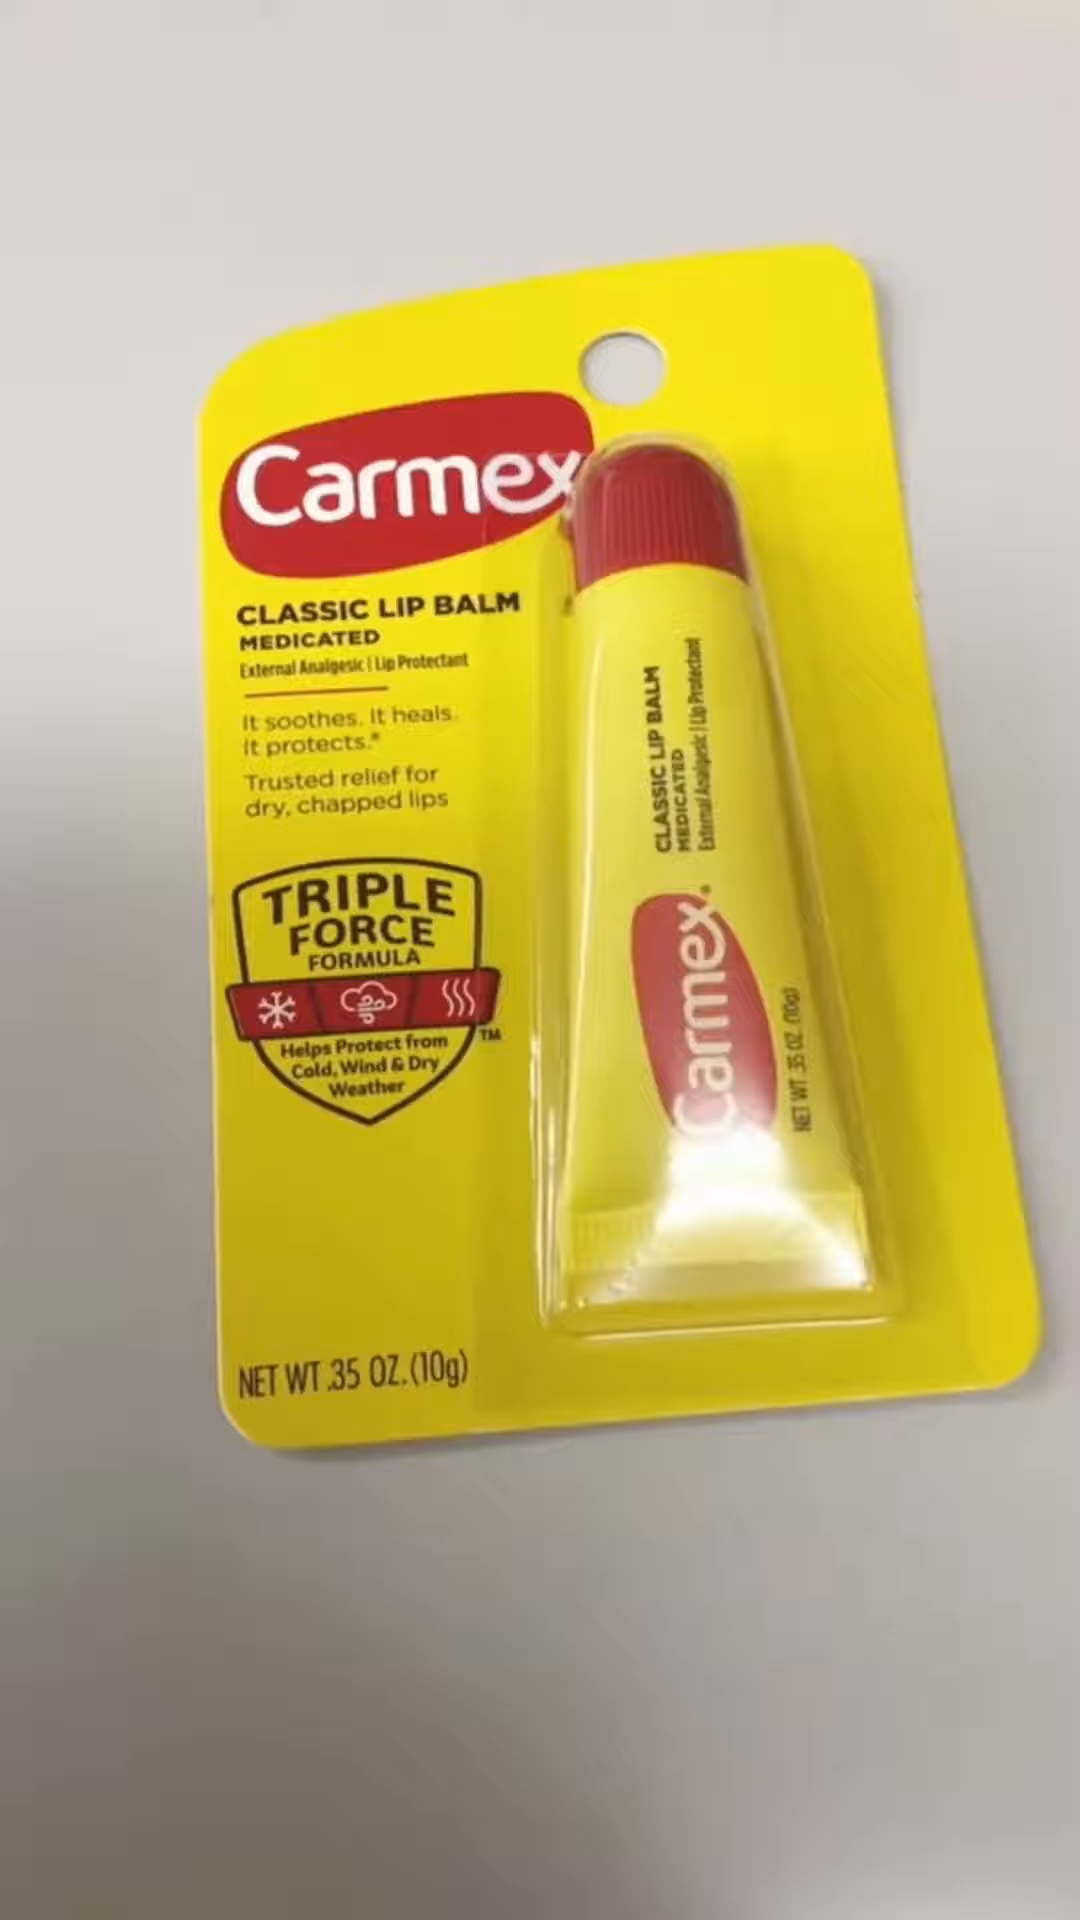 Carmex
CLASSIC LIP BALM
MEDICATED
External Analgesic | Lip Protectant
It soothes. It heals.
It protects.®
Trusted relief for
dry, chapped lips
TRIPLE
FORCE
FORMULA
Helps Protect from
Cold, Wind & Dry
Weather
TM
NET WT .35 OZ. (10g)
CLASSIC LIP BALM
MEDICATED
External Analgesic | Lip Protectant
Carmex®
NET WT .35 OZ. (10g)